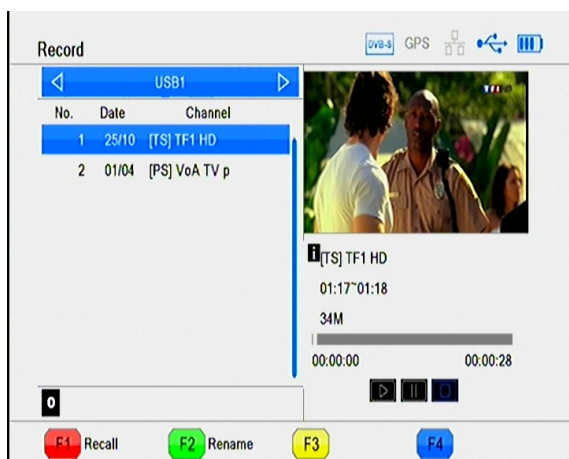 Record
DVB-S GPS
USB1
No. Date Channel
1 25/10 [TS] TF1 HD
2 01/04 [PS] VoA TV p
TF1 HD
i [TS] TF1 HD
01:17~01:18
34M
00:00:00 00:00:28
0
F1 Recall F2 Rename F3 F4